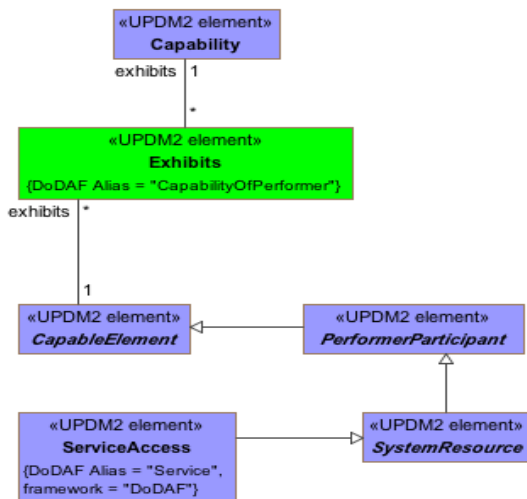 «UPDM2 element»
Capability
exhibits 1
*
«UPDM2 element»
Exhibits
{DoDAF Alias = "CapabilityOfPerformer"}
exhibits *
1
«UPDM2 element»
CapableElement
«UPDM2 element»
PerformerParticipant
«UPDM2 element»
ServiceAccess
{DoDAF Alias = "Service",
framework = "DoDAF"}
«UPDM2 element»
SystemResource